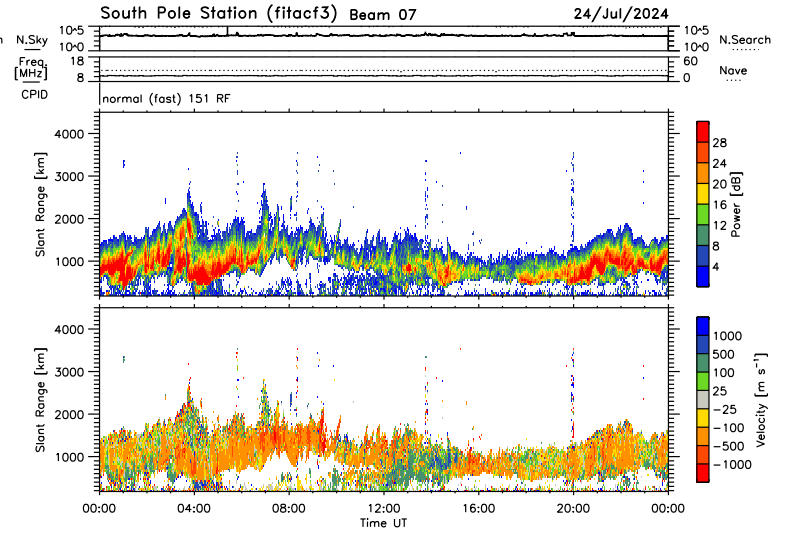 South Pole Station (fitacf3) Beam 07 24/Jul/2024
N.Sky 10^5 10^0 10^5 10^0 N.Search
Freq. [MHz] 18 8 60 0 Nave
CPID normal (fast) 151 RF
Slant Range [km] 4000 3000 2000 1000
28 24 20 16 12 8 4 Power [dB]
Slant Range [km] 4000 3000 2000 1000
1000 500 100 25 −25 −100 −500 −1000 Velocity [m s⁻¹]
00:00 04:00 08:00 12:00 16:00 20:00 00:00
Time UT